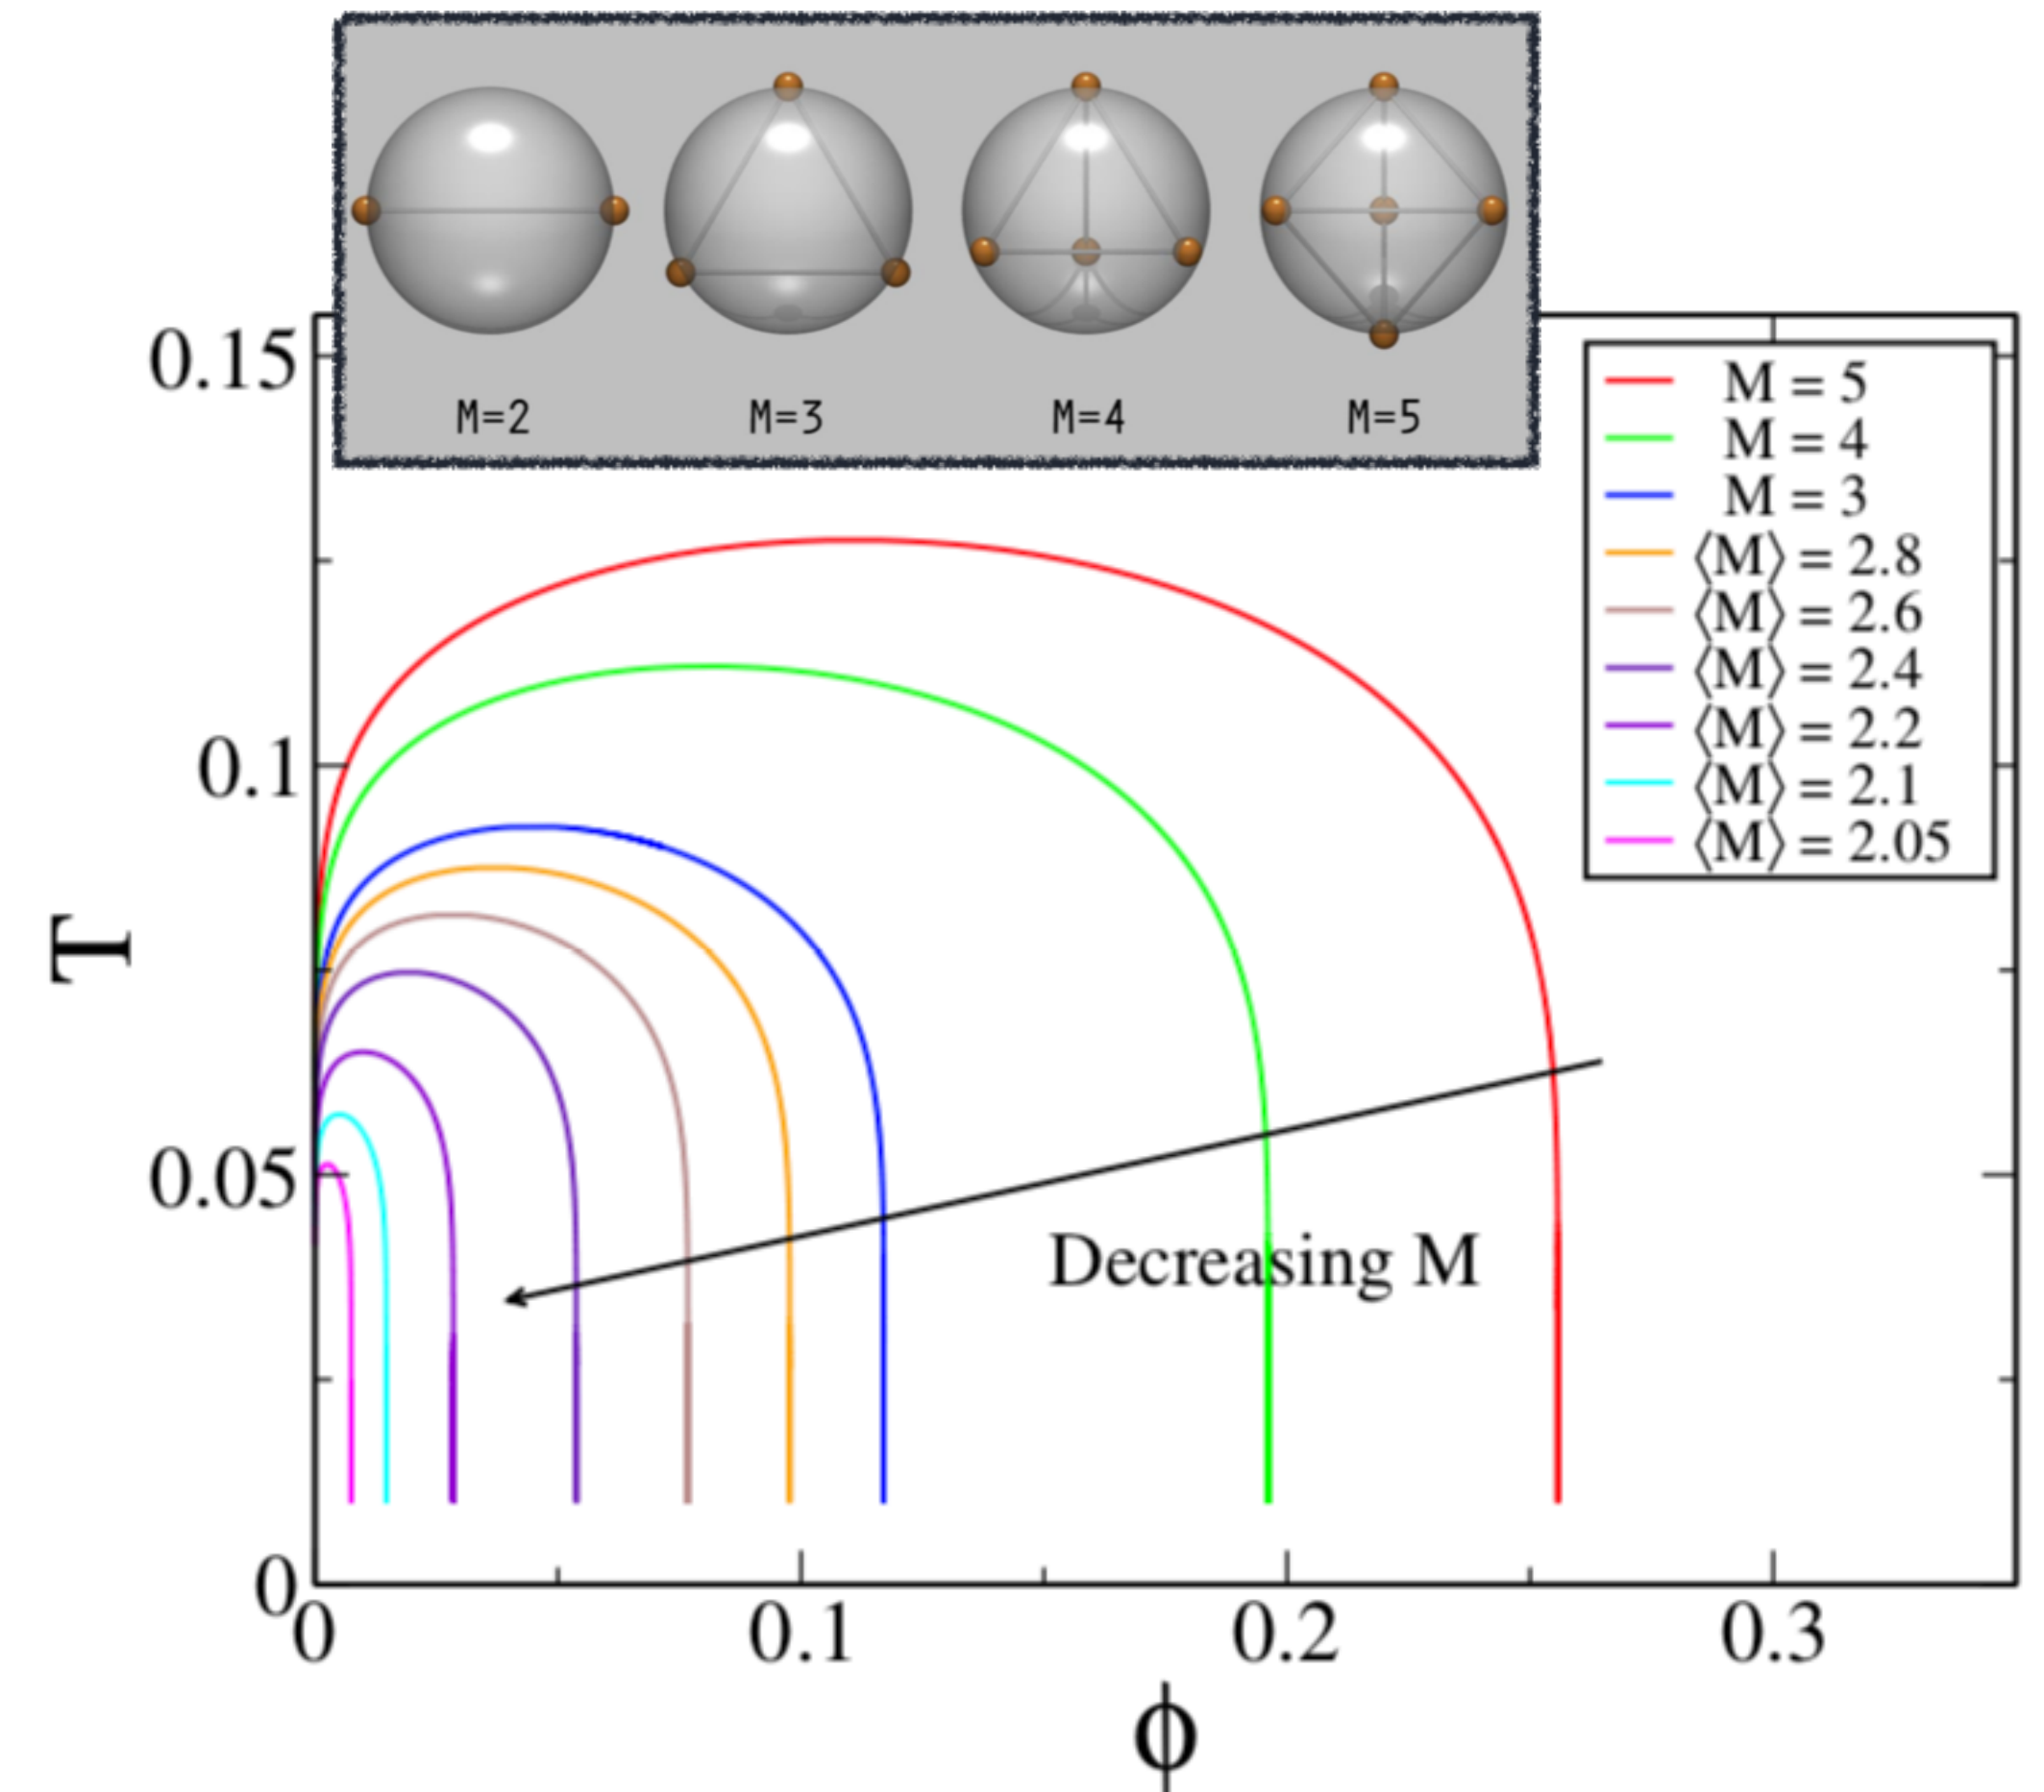 M=2 M=3 M=4 M=5
0.15
M = 5
M = 4
M = 3
⟨M⟩ = 2.8
⟨M⟩ = 2.6
⟨M⟩ = 2.4
⟨M⟩ = 2.2
⟨M⟩ = 2.1
⟨M⟩ = 2.05
0.1
T
0.05
Decreasing M
0
0 0.1 0.2 0.3
ϕ